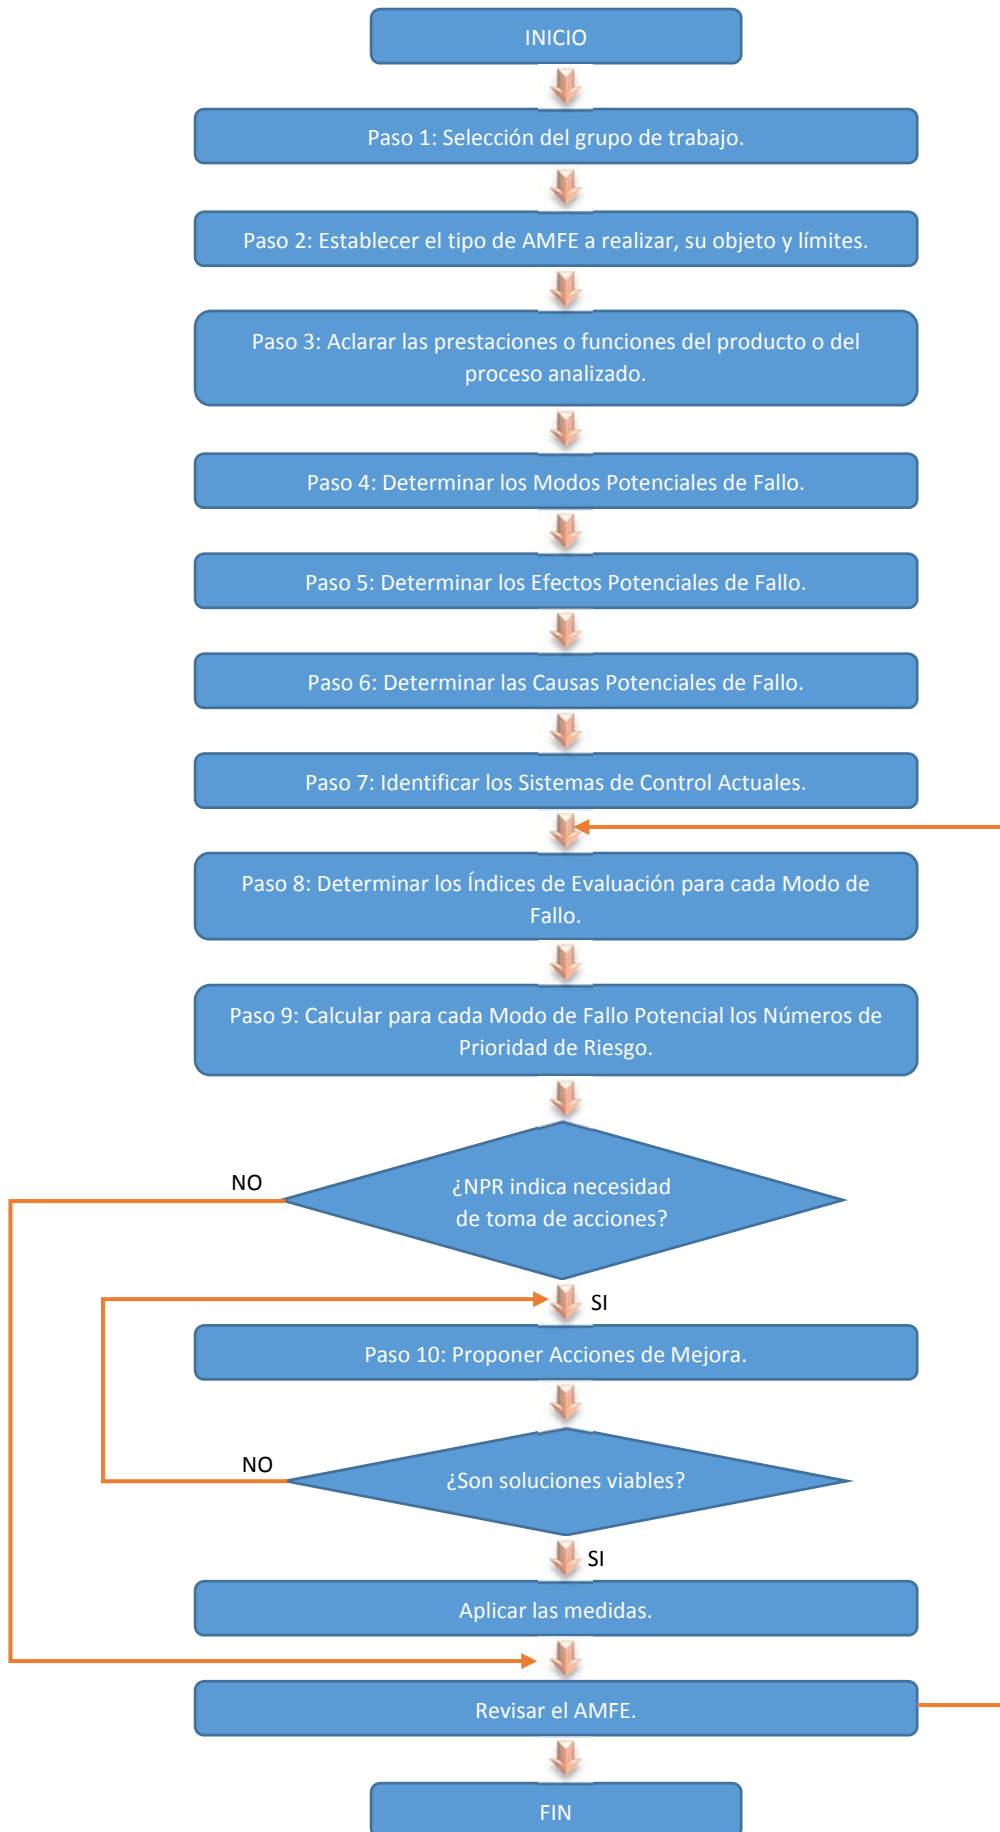 INICIO
Paso 1: Selección del grupo de trabajo.
Paso 2: Establecer el tipo de AMFE a realizar, su objeto y límites.
Paso 3: Aclarar las prestaciones o funciones del producto o del
proceso analizado.
Paso 4: Determinar los Modos Potenciales de Fallo.
Paso 5: Determinar los Efectos Potenciales de Fallo.
Paso 6: Determinar las Causas Potenciales de Fallo.
Paso 7: Identificar los Sistemas de Control Actuales.
Paso 8: Determinar los Índices de Evaluación para cada Modo de
Fallo.
Paso 9: Calcular para cada Modo de Fallo Potencial los Números de
Prioridad de Riesgo.
NO
¿NPR indica necesidad
de toma de acciones?
SI
Paso 10: Proponer Acciones de Mejora.
NO
¿Son soluciones viables?
SI
Aplicar las medidas.
Revisar el AMFE.
FIN